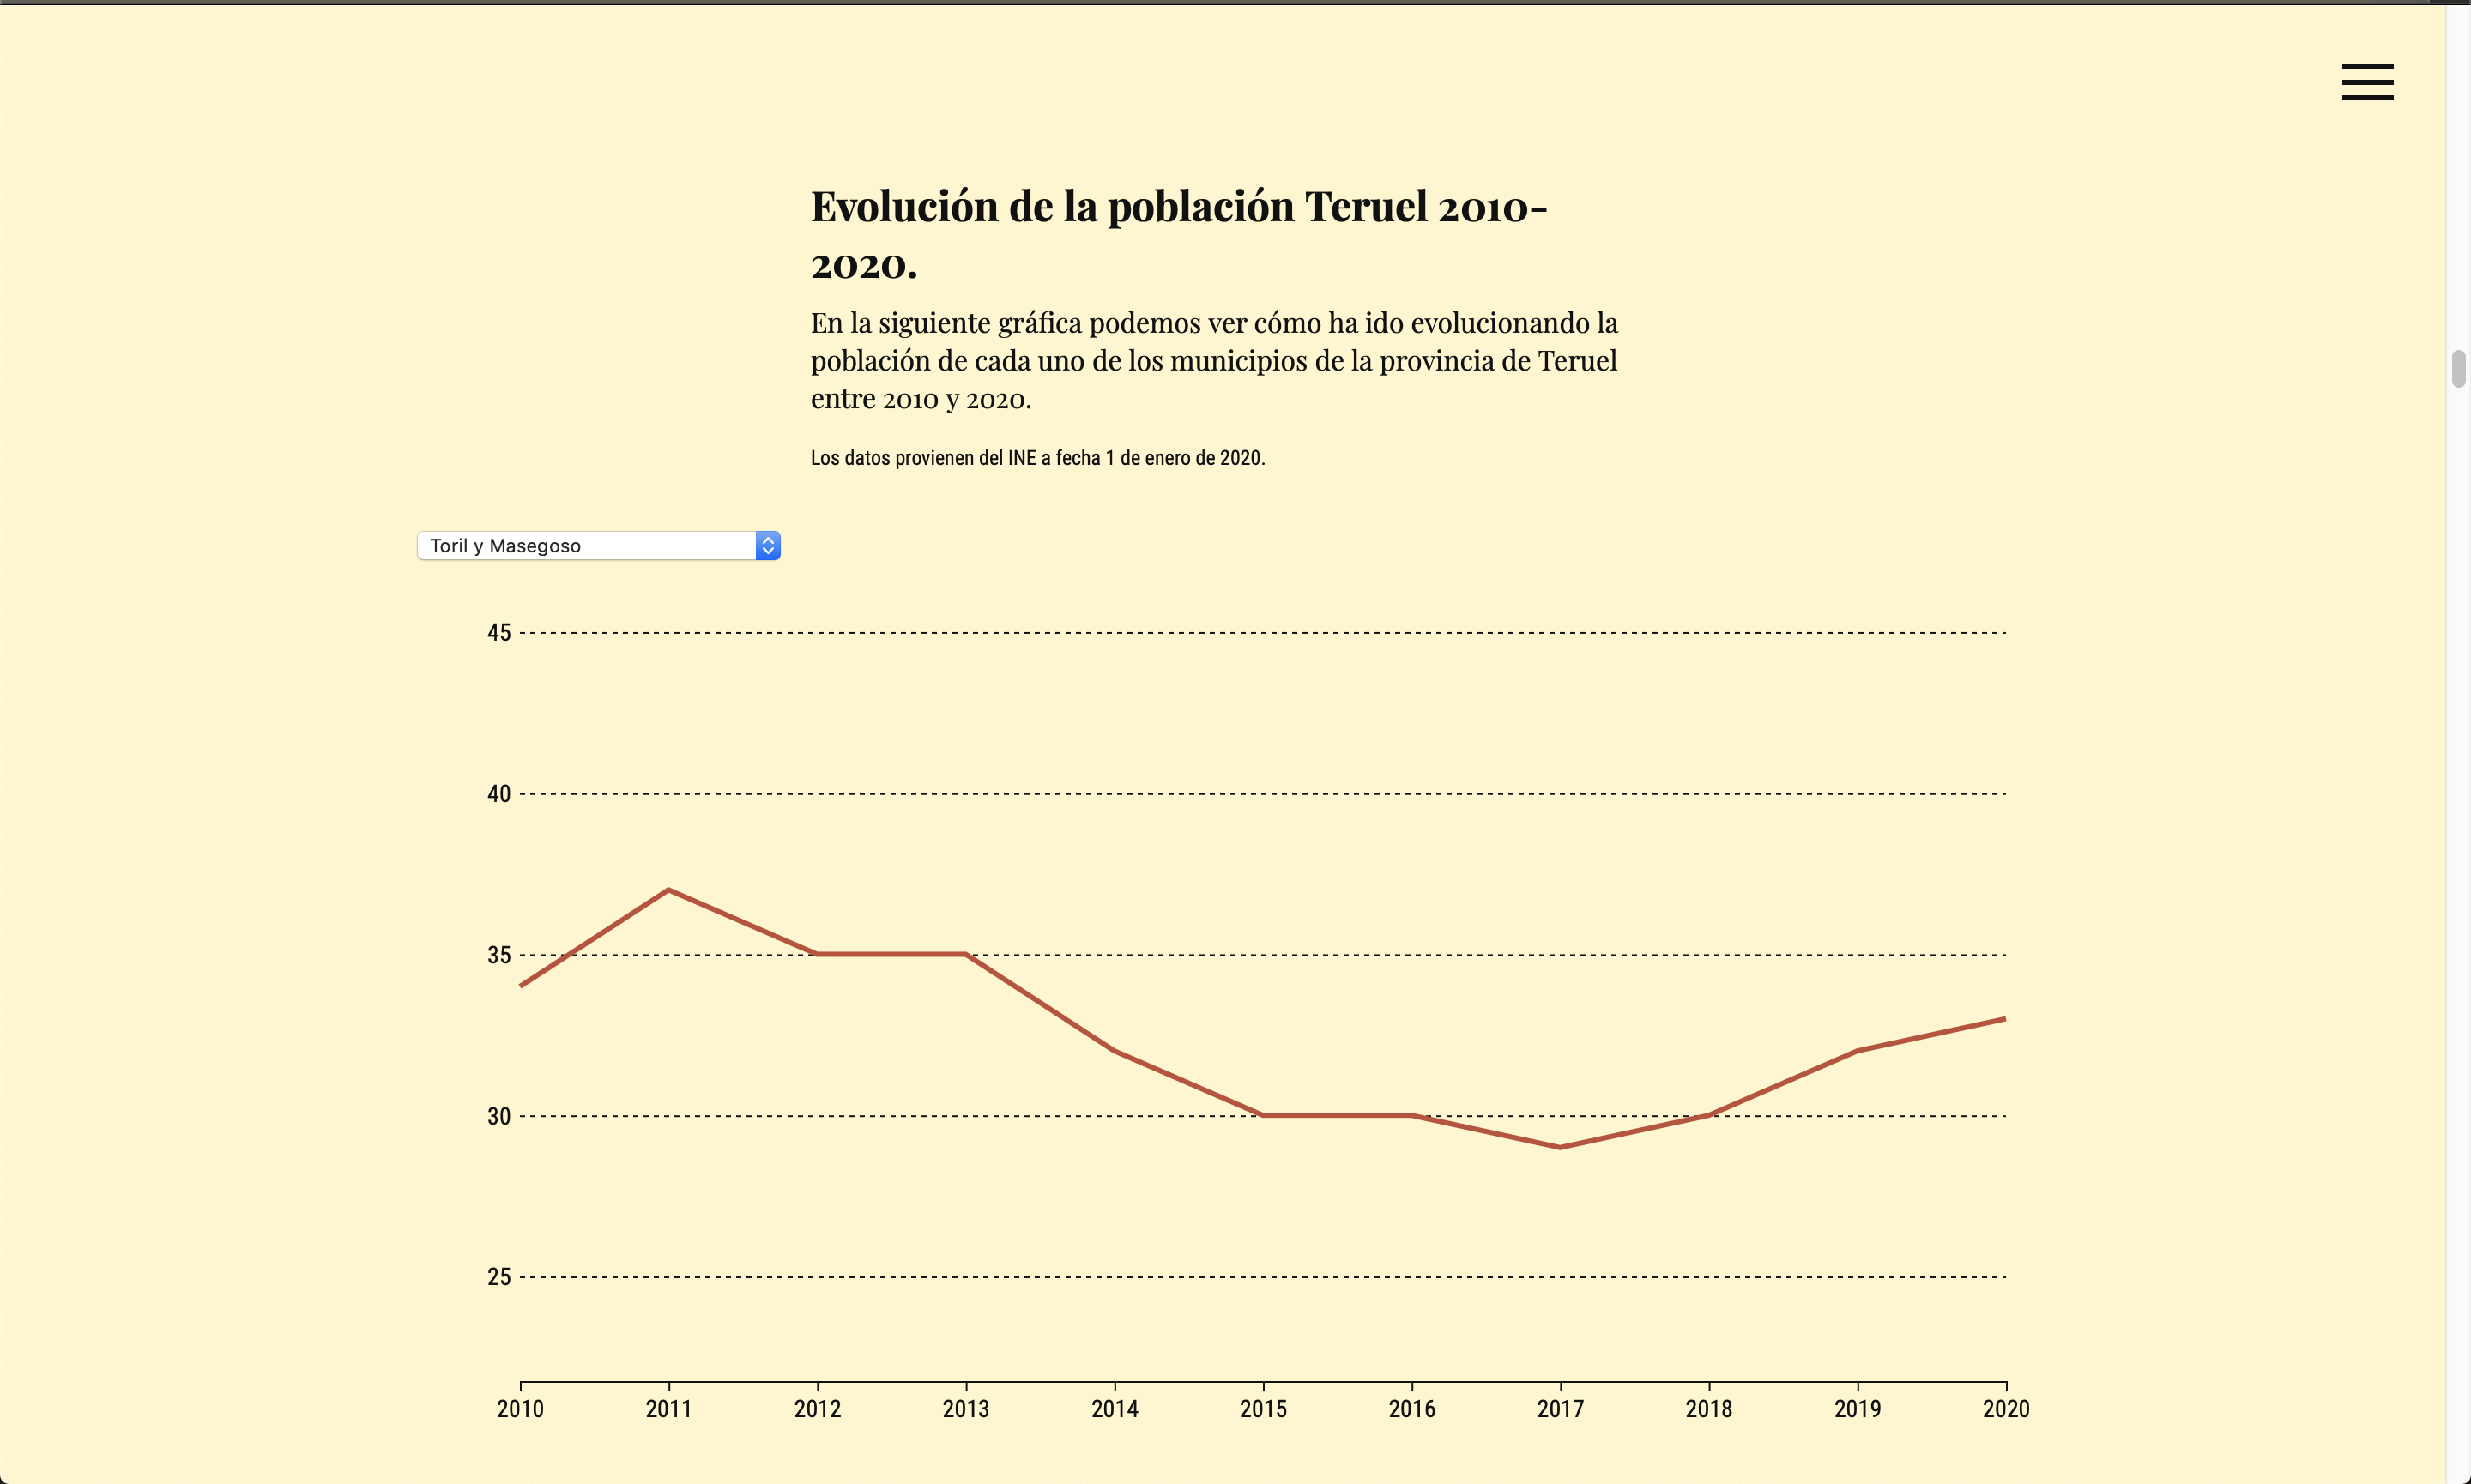 Evolución de la población Teruel 2010-
2020.
En la siguiente gráfica podemos ver cómo ha ido evolucionando la
población de cada uno de los municipios de la provincia de Teruel
entre 2010 y 2020.
Los datos provienen del INE a fecha 1 de enero de 2020.
Toril y Masegoso
45
40
35
30
25
2010 2011 2012 2013 2014 2015 2016 2017 2018 2019 2020